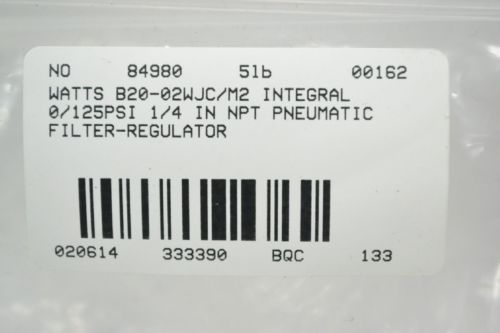 NO 84980 5lb 00162
WATTS B20-02WJC/M2 INTEGRAL
0/125PSI 1/4 IN NPT PNEUMATIC
FILTER-REGULATOR
020614 333390 BQC 133